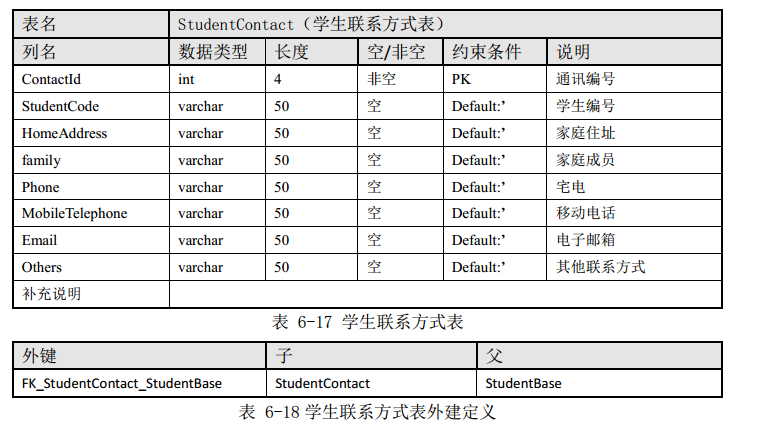 表名 StudentContact（学生联系方式表）
列名 数据类型 长度 空/非空 约束条件 说明
ContactId int 4 非空 PK 通讯编号
StudentCode varchar 50 空 Default:’ 学生编号
HomeAddress varchar 50 空 Default:’ 家庭住址
family varchar 50 空 Default:’ 家庭成员
Phone varchar 50 空 Default:’ 宅电
MobileTelephone varchar 50 空 Default:’ 移动电话
Email varchar 50 空 Default:’ 电子邮箱
Others varchar 50 空 Default:’ 其他联系方式
补充说明
表 6-17 学生联系方式表
外键 子 父
FK_StudentContact_StudentBase StudentContact StudentBase
表 6-18学生联系方式表外建定义